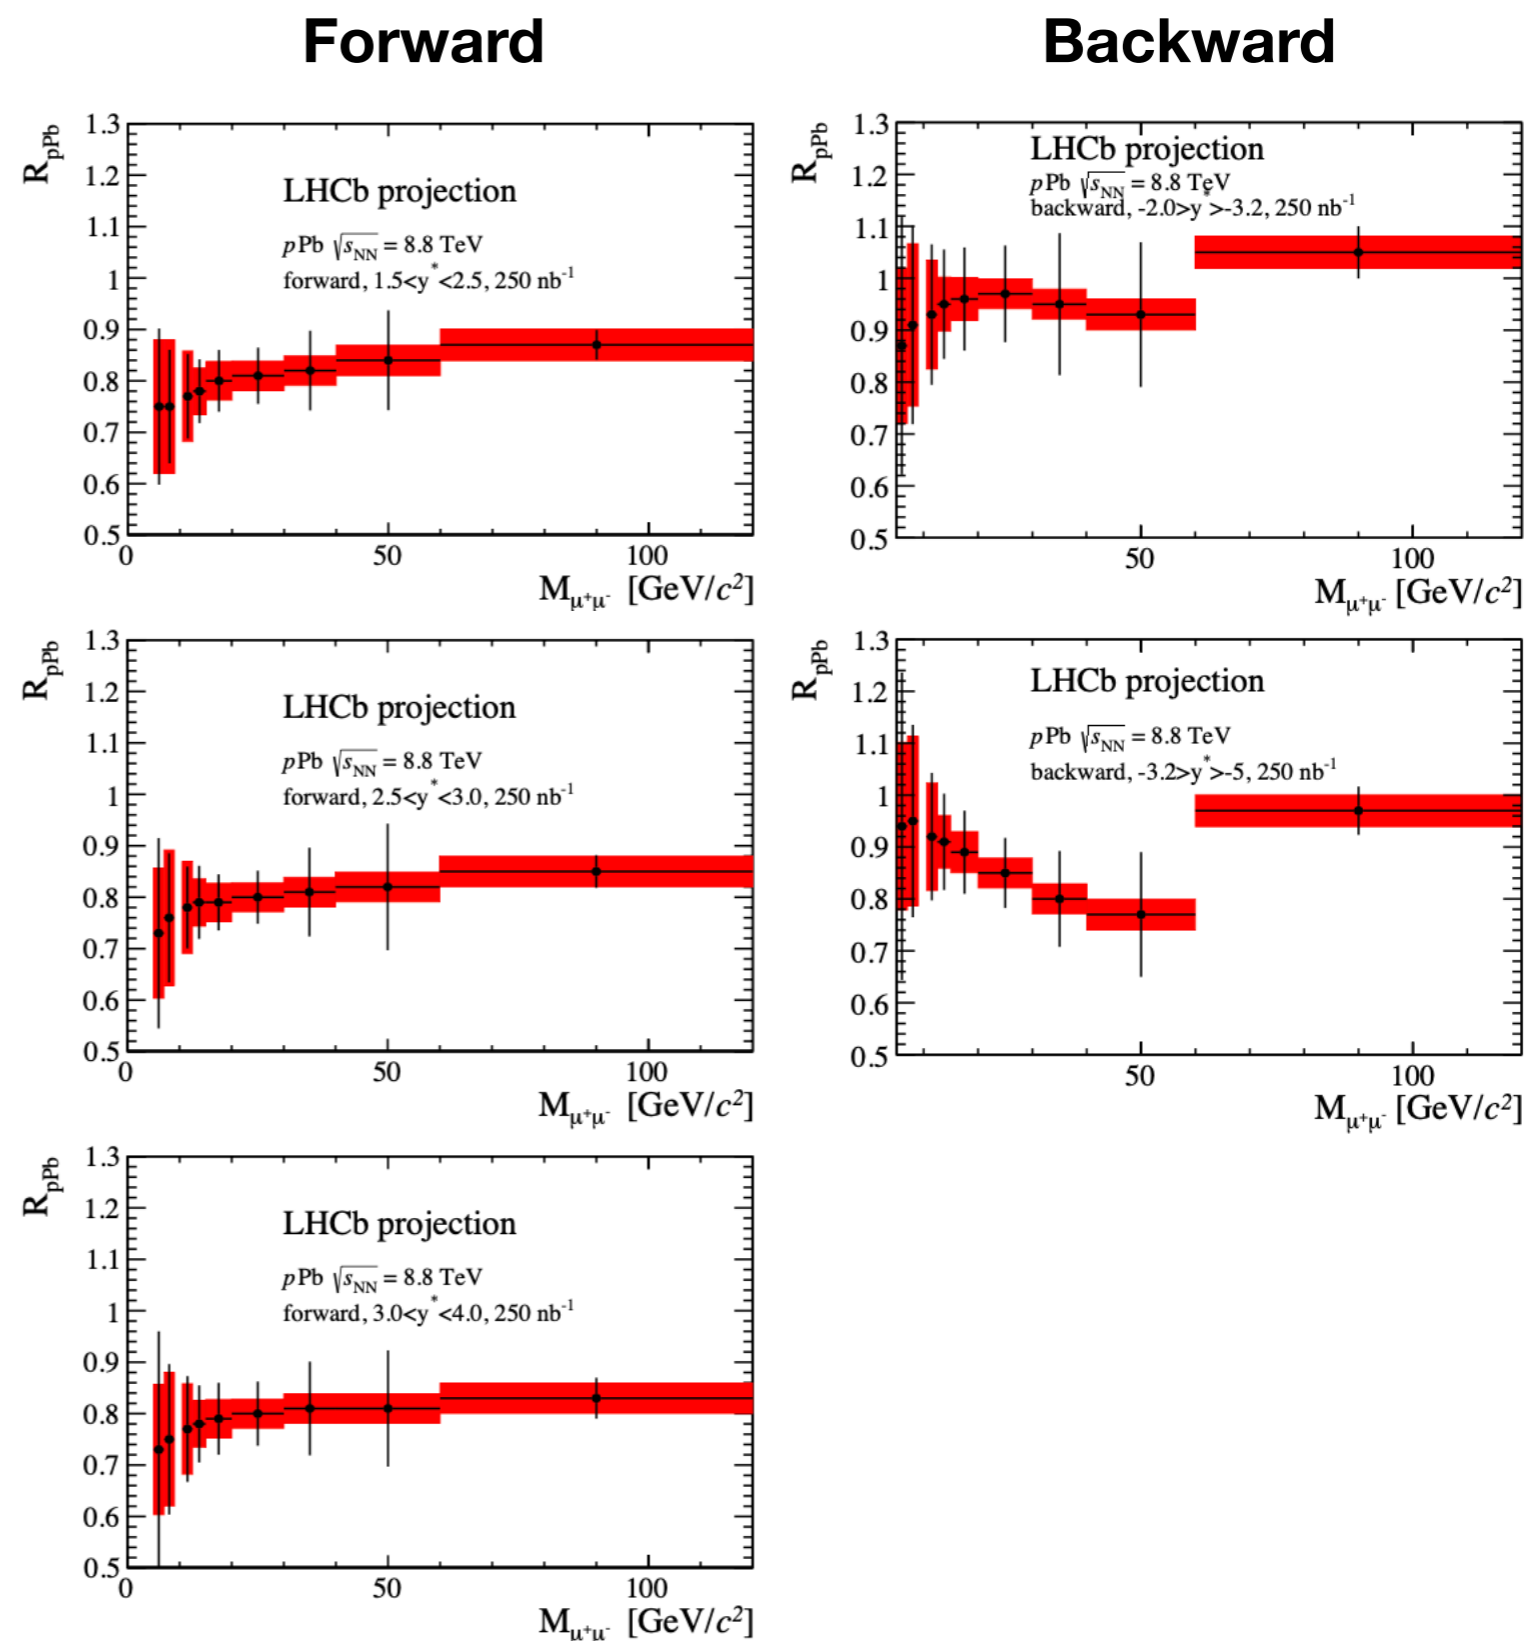 Forward
Backward
R_pPb
1.3
1.2
1.1
1
0.9
0.8
0.7
0.6
0.5
LHCb projection
pPb √s_NN = 8.8 TeV
forward, 1.5<y*<2.5, 250 nb⁻¹
0 50 100
M_μ⁺μ⁻ [GeV/c²]
R_pPb
1.3
1.2
1.1
1
0.9
0.8
0.7
0.6
0.5
LHCb projection
pPb √s_NN = 8.8 TeV
backward, -2.0>y*>-3.2, 250 nb⁻¹
50 100
M_μ⁺μ⁻ [GeV/c²]
R_pPb
1.3
1.2
1.1
1
0.9
0.8
0.7
0.6
0.5
LHCb projection
pPb √s_NN = 8.8 TeV
forward, 2.5<y*<3.0, 250 nb⁻¹
0 50 100
M_μ⁺μ⁻ [GeV/c²]
R_pPb
1.3
1.2
1.1
1
0.9
0.8
0.7
0.6
0.5
LHCb projection
pPb √s_NN = 8.8 TeV
backward, -3.2>y*>-5, 250 nb⁻¹
50 100
M_μ⁺μ⁻ [GeV/c²]
R_pPb
1.3
1.2
1.1
1
0.9
0.8
0.7
0.6
0.5
LHCb projection
pPb √s_NN = 8.8 TeV
forward, 3.0<y*<4.0, 250 nb⁻¹
0 50 100
M_μ⁺μ⁻ [GeV/c²]